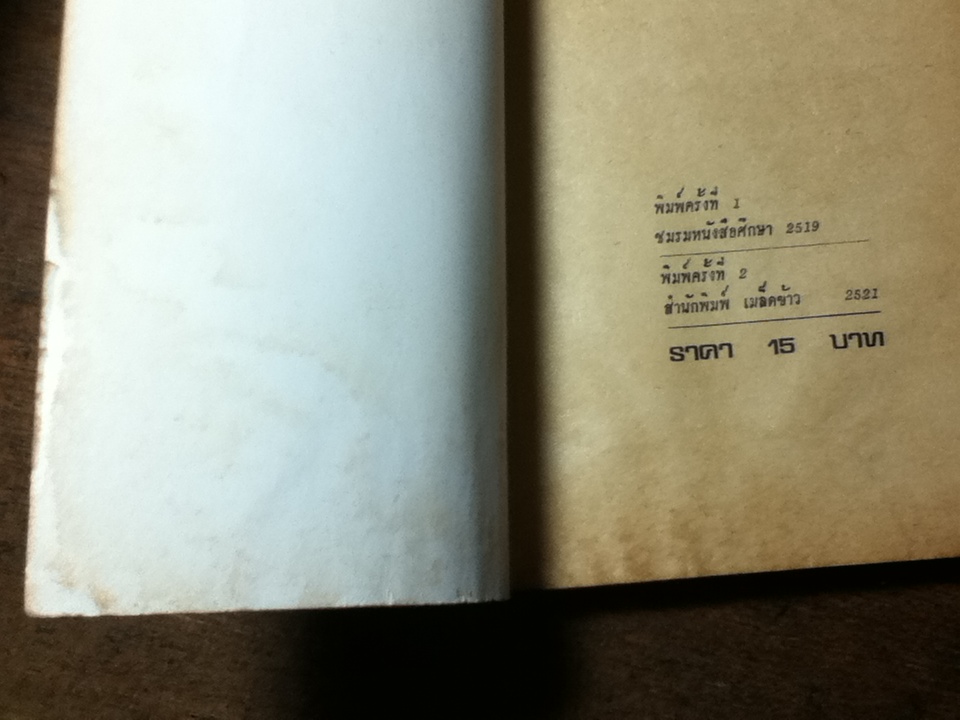 พิมพ์ครั้งที่ 1
ชมรมหนังสือศึกษา 2519
พิมพ์ครั้งที่ 2
สำนักพิมพ์ เมล็ดข้าว 2521
ราคา 15 บาท